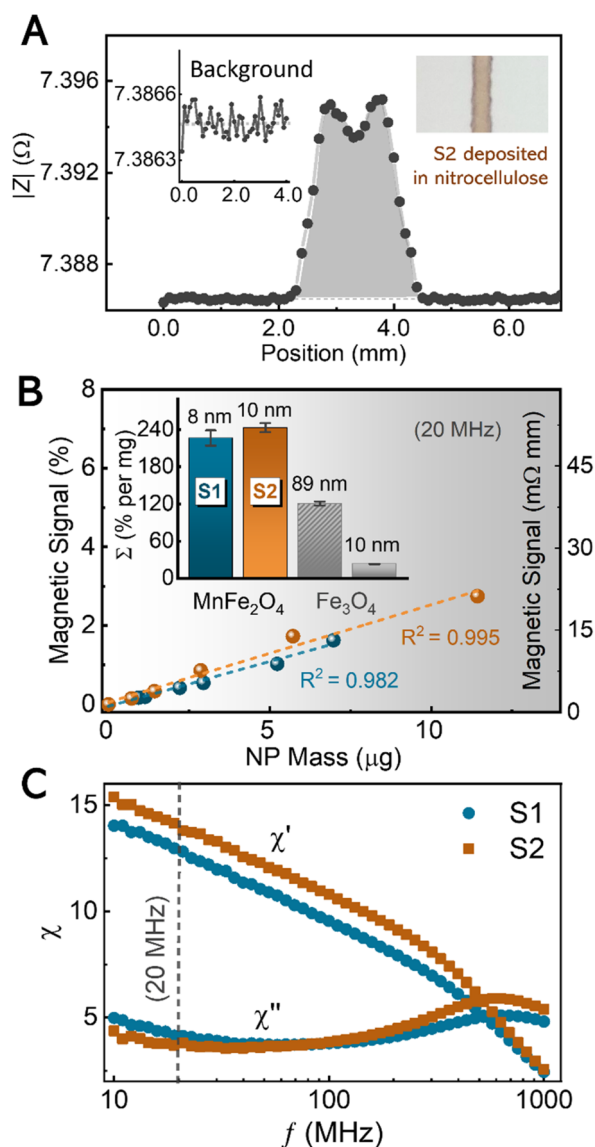 A
7.396
7.392
7.388
|Z| (Ω)
Background
7.3866
7.3863
0.0 2.0 4.0
S2 deposited
in nitrocellulose
0.0 2.0 4.0 6.0
Position (mm)
B
8
6
4
2
0
Magnetic Signal (%)
240
120
0
Σ (% per mg)
8 nm 10 nm
89 nm
10 nm
S1 S2
MnFe₂O₄ Fe₃O₄
(20 MHz)
45
30
15
0
Magnetic Signal (mΩ mm)
R² = 0.995
R² = 0.982
0 5 10
NP Mass (μg)
C
15
10
5
χ
S1
S2
χ'
χ"
(20 MHz)
10 100 1000
f (MHz)